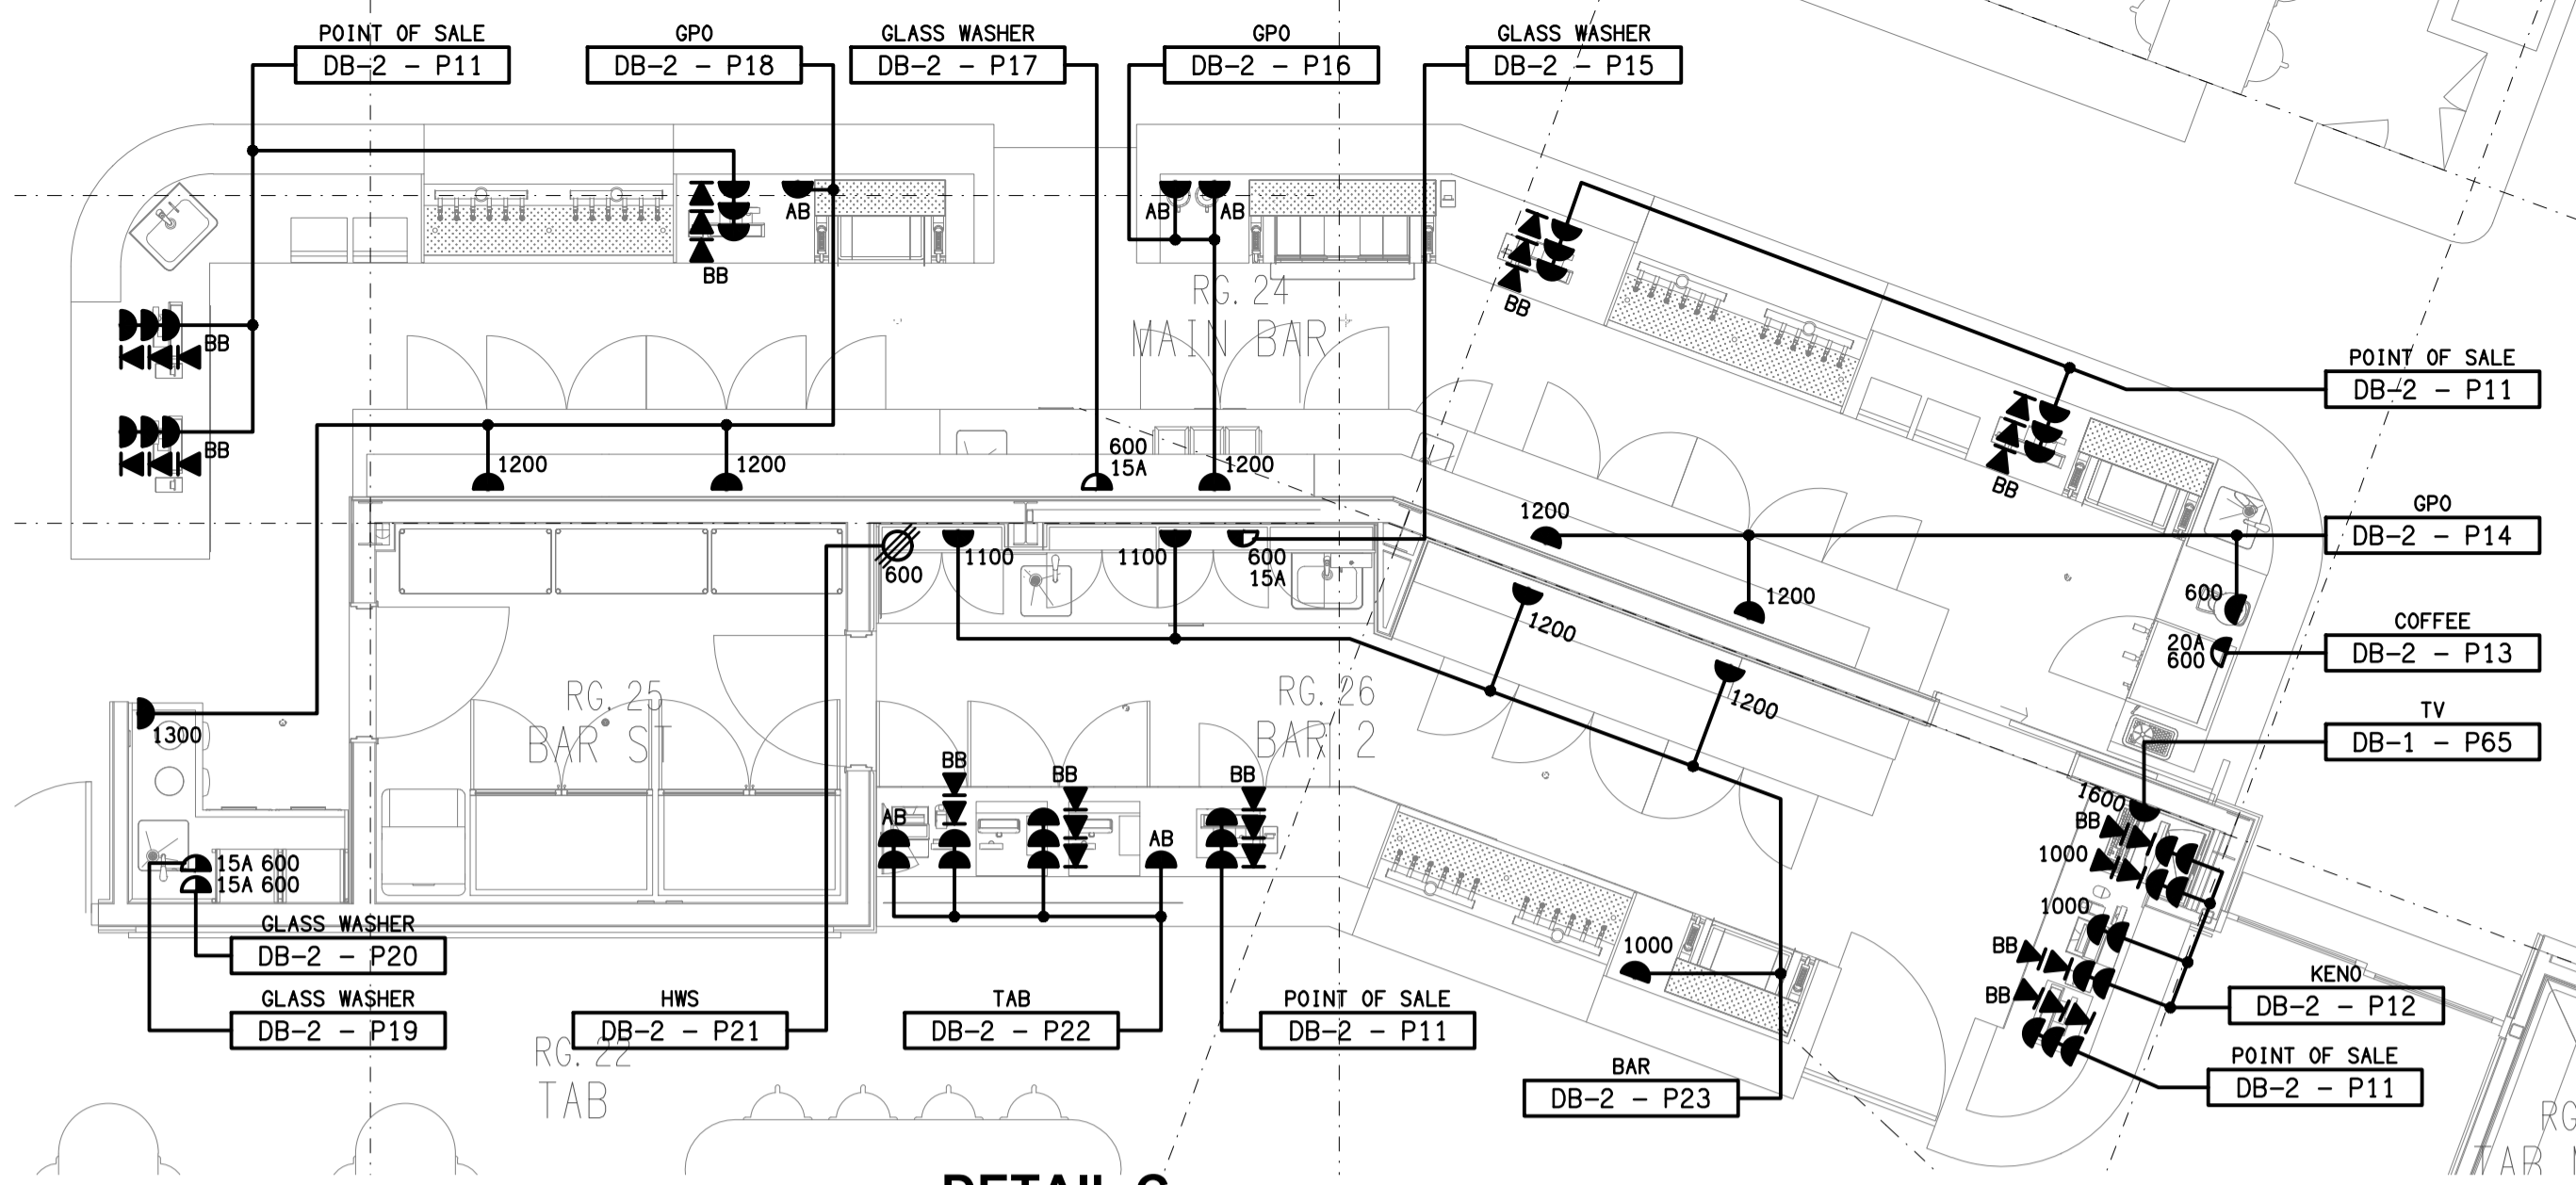 POINT OF SALE
DB-2 - P11
GPO
DB-2 - P18
GLASS WASHER
DB-2 - P17
GPO
DB-2 - P16
GLASS WASHER
DB-2 - P15
AB
AB
AB
BB
BB
RG. 24
MAIN BAR
BB
BB
POINT OF SALE
DB-2 - P11
1200
1200
600
15A
1200
BB
1200
GPO
DB-2 - P14
600
1100
1100
600
15A
1200
1200
600
COFFEE
DB-2 - P13
20A
600
1200
1300
RG. 25
BAR ST
RG. 26
BAR 2
TV
DB-1 - P65
BB
BB
BB
AB
AB
1600
BB
1000
1000
15A 600
15A 600
GLASS WASHER
DB-2 - P20
1000
BB
BB
KENO
DB-2 - P12
GLASS WASHER
DB-2 - P19
HWS
DB-2 - P21
TAB
DB-2 - P22
POINT OF SALE
DB-2 - P11
RG. 22
TAB
BAR
DB-2 - P23
POINT OF SALE
DB-2 - P11
RG
TAB